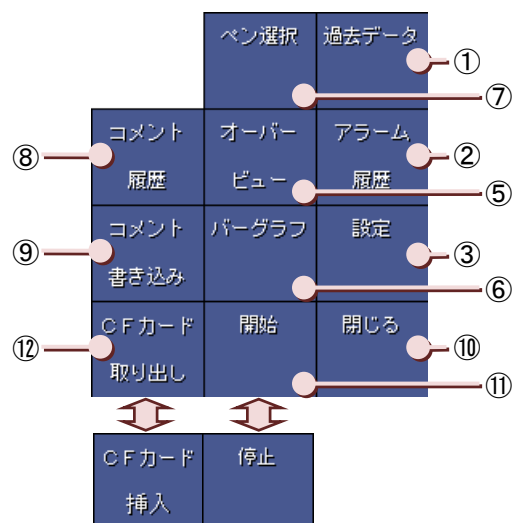 ペン選択 過去データ
①
⑦
コメント オーバー アラーム
⑧ ②
履歴 ビュー 履歴
⑤
コメント バーグラフ 設定
⑨ ③
書き込み
⑥
CFカード 開始 閉じる
⑫ ⑩
取り出し
⑪
CFカード 停止
挿入